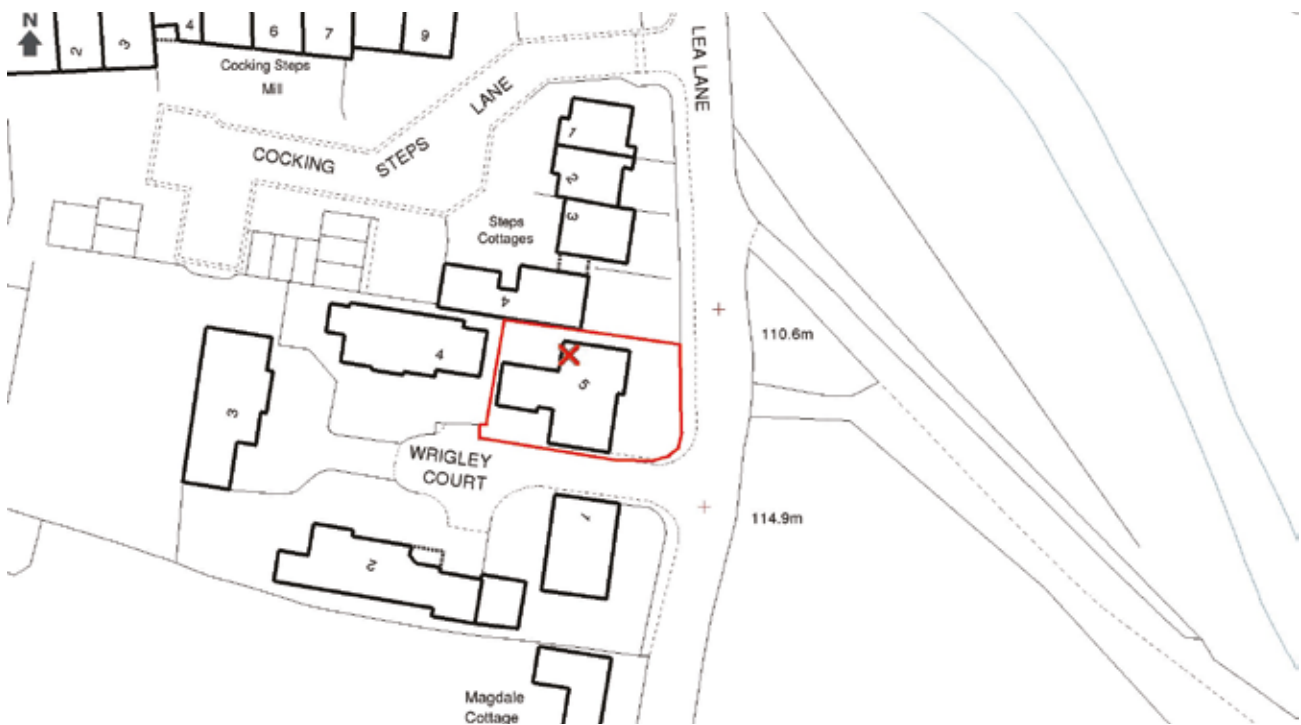 N
2
3
4
6
7
9
Cocking Steps
Mill
LEA LANE
COCKING
STEPS
LANE
1
2
3
Steps
Cottages
4
110.6m
4
5
3
WRIGLEY
COURT
1
114.9m
2
Magdale
Cottage